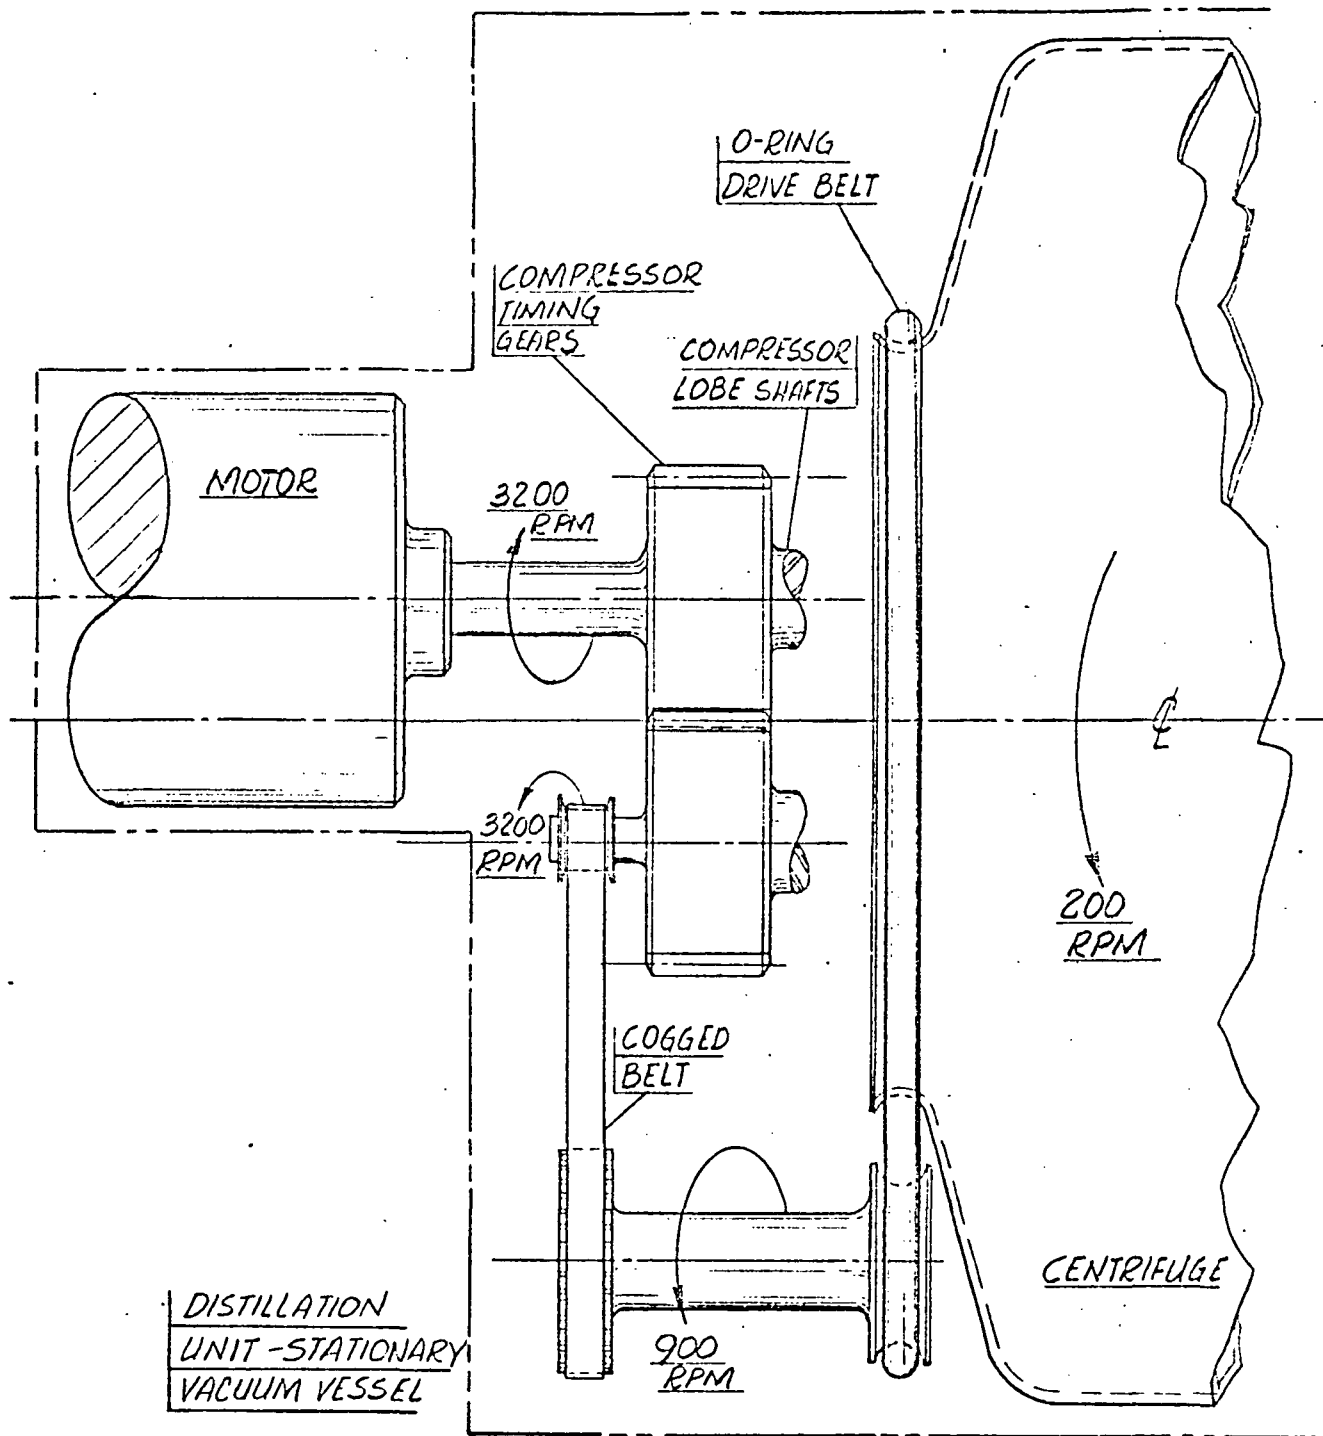 O-RING
DRIVE BELT
COMPRESSOR
TIMING
GEARS
COMPRESSOR
LOBE SHAFTS
MOTOR
3200
RPM
3200
RPM
℄
200
RPM
COGGED
BELT
CENTRIFUGE
900
RPM
DISTILLATION
UNIT-STATIONARY
VACUUM VESSEL